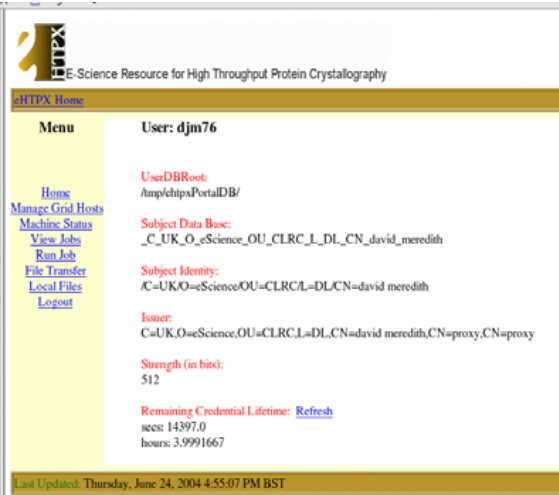 HTPX
E-Science Resource for High Throughput Protein Crystallography
eHTPX Home
Menu
Home
Manage Grid Hosts
Machine Status
View Jobs
Run Job
File Transfer
Local Files
Logout
User: djm76
UserDBRoot:
/tmp/ehtpxPortalDB/
Subject Data Base:
_C_UK_O_eScience_OU_CLRC_L_DL_CN_david_meredith
Subject Identity:
/C=UK/O=eScience/OU=CLRC/L=DL/CN=david meredith
Issuer:
C=UK,O=eScience,OU=CLRC,L=DL,CN=david meredith,CN=proxy,CN=proxy
Strength (in bits):
512
Remaining Credential Lifetime: Refresh
secs: 14397.0
hours: 3.9991667
Last Updated: Thursday, June 24, 2004 4:55:07 PM BST